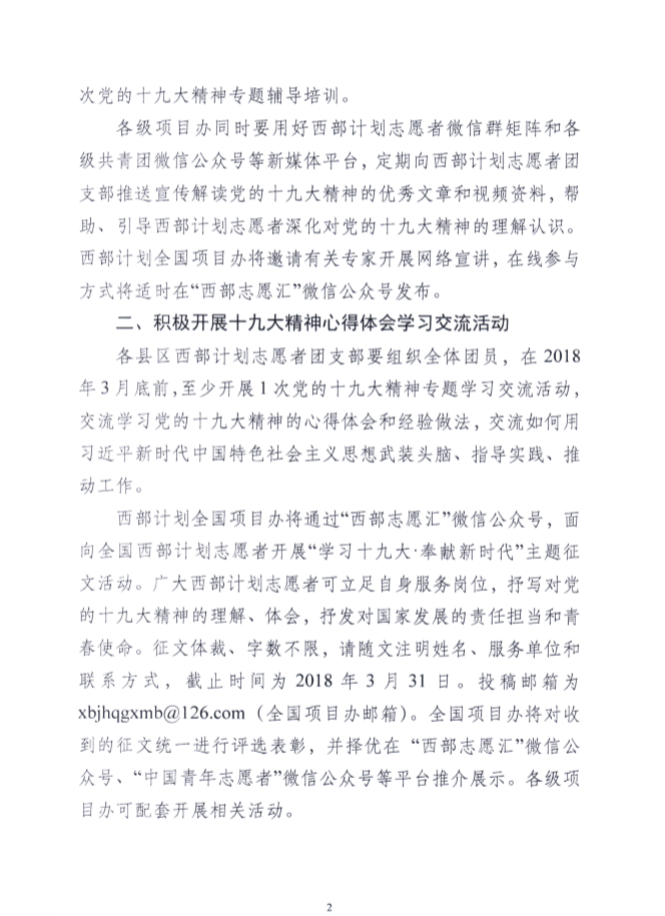 次党的十九大精神专题辅导培训。
各级项目办同时要用好西部计划志愿者微信群矩阵和各
级共青团微信公众号等新媒体平台，定期向西部计划志愿者团
支部推送宣传解读党的十九大精神的优秀文章和视频资料，帮
助、引导西部计划志愿者深化对党的十九大精神的理解认识。
西部计划全国项目办将邀请有关专家开展网络宣讲，在线参与
方式将适时在“西部志愿汇”微信公众号发布。
二、积极开展十九大精神心得体会学习交流活动
各县区西部计划志愿者团支部要组织全体团员，在 2018
年 3 月底前，至少开展 1 次党的十九大精神专题学习交流活动，
交流学习党的十九大精神的心得体会和经验做法，交流如何用
习近平新时代中国特色社会主义思想武装头脑、指导实践、推
动工作。
西部计划全国项目办将通过“西部志愿汇”微信公众号，面
向全国西部计划志愿者开展“学习十九大·奉献新时代”主题征
文活动。广大西部计划志愿者可立足自身服务岗位，抒写对党
的十九大精神的理解、体会，抒发对国家发展的责任担当和青
春使命。征文体裁、字数不限，请随文注明姓名、服务单位和
联系方式，截止时间为 2018 年 3 月 31 日。投稿邮箱为
xbjhqgxmb@126.com（全国项目办邮箱）。全国项目办将对收
到的征文统一进行评选表彰，并择优在 “西部志愿汇”微信公
众号、“中国青年志愿者”微信公众号等平台推介展示。各级项
目办可配套开展相关活动。
2